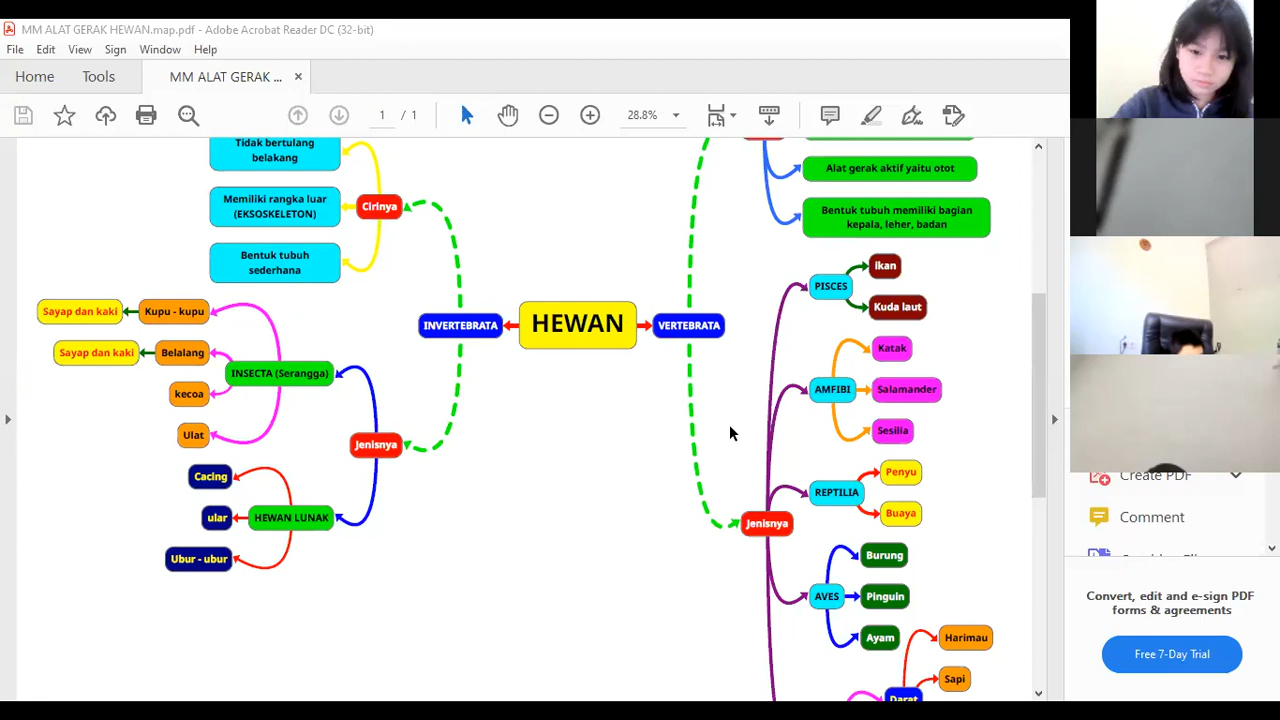 MM ALAT GERAK HEWAN.map.pdf - Adobe Acrobat Reader DC (32-bit)
File Edit View Sign Window Help
Home Tools MM ALAT GERAK ... ×
1 / 1 28.8%
Tidak bertulang
belakang
Memiliki rangka luar
(EKSOSKELETON)
Bentuk tubuh
sederhana
Cirinya
Sayap dan kaki
Kupu - kupu
Sayap dan kaki
Belalang
kecoa
Ulat
INSECTA (Serangga)
Jenisnya
Cacing
ular
Ubur - ubur
HEWAN LUNAK
INVERTEBRATA
HEWAN
VERTEBRATA
Alat gerak aktif yaitu otot
Bentuk tubuh memiliki bagian
kepala, leher, badan
PISCES
ikan
Kuda laut
AMFIBI
Katak
Salamander
Sesilia
REPTILIA
Penyu
Buaya
Jenisnya
AVES
Burung
Pinguin
Ayam
Harimau
Sapi
Darat
Create PDF
Comment
Convert, edit and e-sign PDF
forms & agreements
Free 7-Day Trial